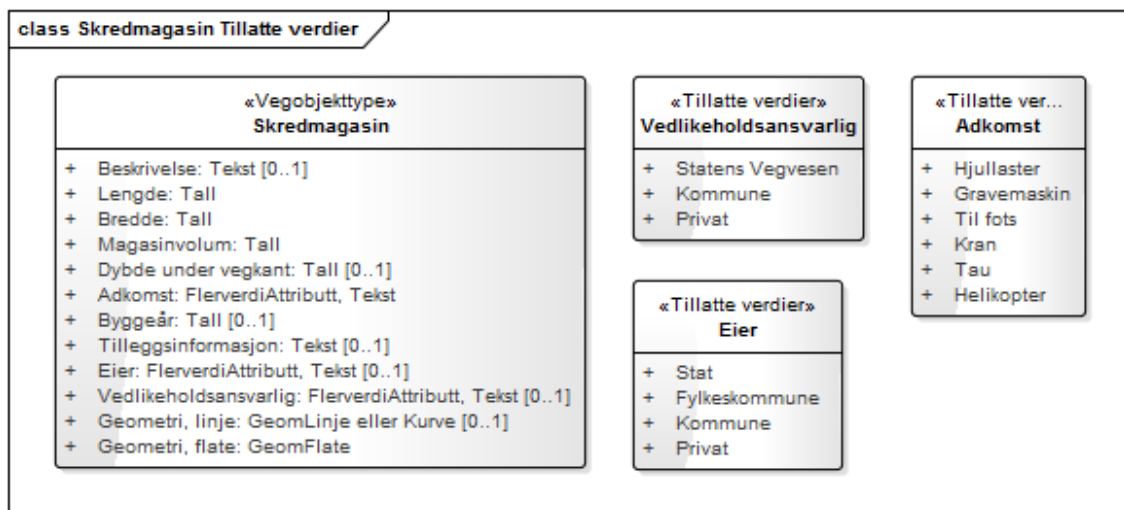 class Skredmagasin Tillatte verdier
«Vegobjekttype»
Skredmagasin
+ Beskrivelse: Tekst [0..1]
+ Lengde: Tall
+ Bredde: Tall
+ Magasinvolum: Tall
+ Dybde under vegkant: Tall [0..1]
+ Adkomst: FlerverdiAttributt, Tekst
+ Byggeår: Tall [0..1]
+ Tilleggsinformasjon: Tekst [0..1]
+ Eier: FlerverdiAttributt, Tekst [0..1]
+ Vedlikeholdsansvarlig: FlerverdiAttributt, Tekst [0..1]
+ Geometri, linje: GeomLinje eller Kurve [0..1]
+ Geometri, flate: GeomFlate
«Tillatte verdier»
Vedlikeholdsansvarlig
+ Statens Vegvesen
+ Kommune
+ Privat
«Tillatte verdier»
Eier
+ Stat
+ Fylkeskommune
+ Kommune
+ Privat
«Tillatte ver...
Adkomst
+ Hjullaster
+ Gravemaskin
+ Til fots
+ Kran
+ Tau
+ Helikopter